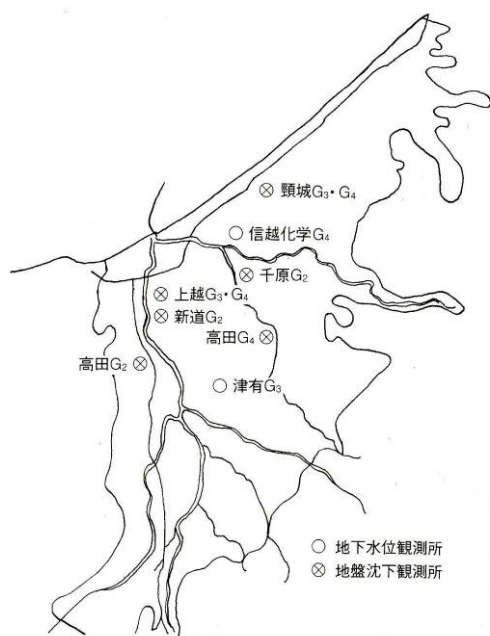 頸城G₃・G₄
信越化学G₄
千原G₂
上越G₃・G₄
新道G₂
高田G₄
高田G₂
津有G₃
地下水位観測所
地盤沈下観測所